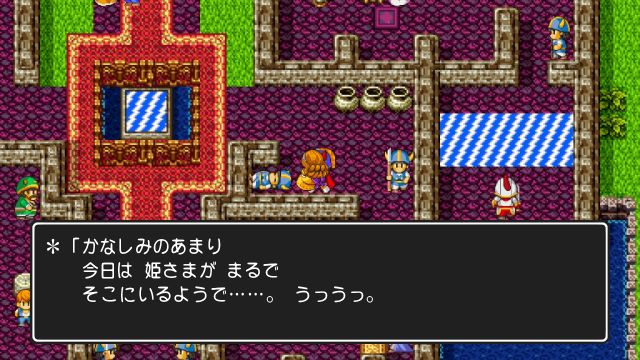 ＊「かなしみのあまり
今日は 姫さまが まるで
そこにいるようで……。 うっうっ。